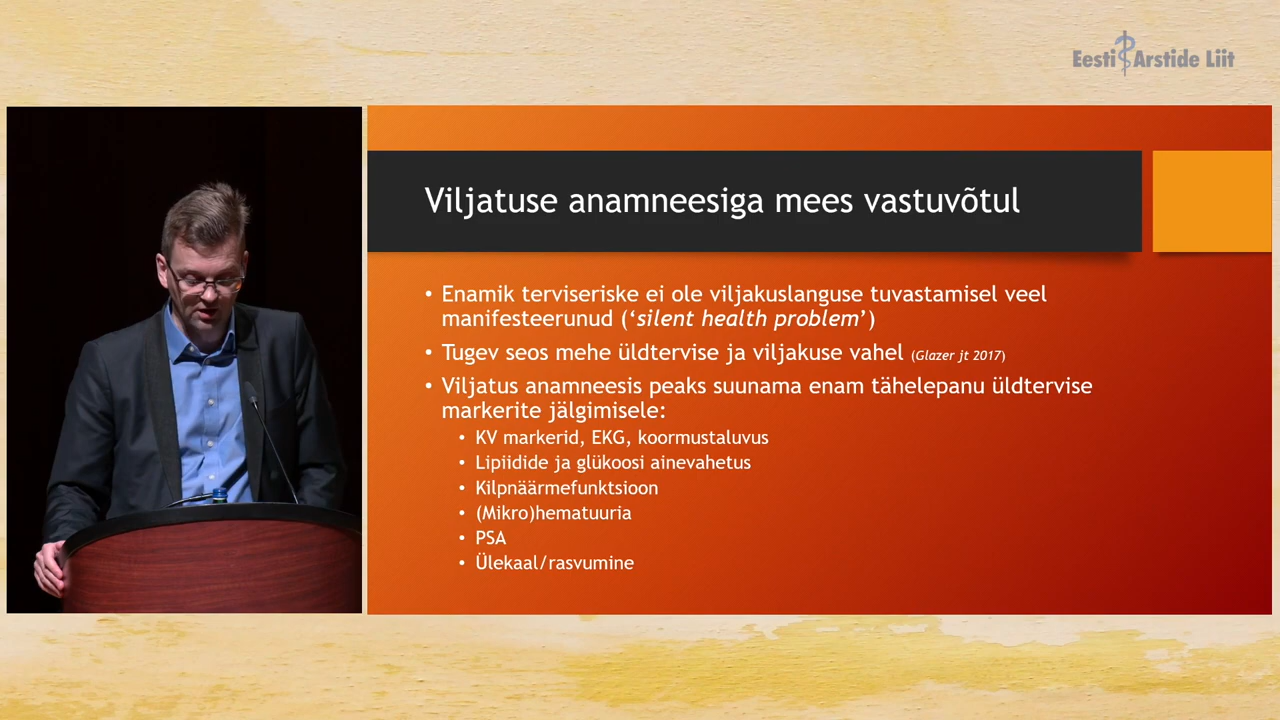 Eesti Arstide Liit
Viljatuse anamneesiga mees vastuvõtul
• Enamik terviseriske ei ole viljakuslanguse tuvastamisel veel
manifesteerunud (‘silent health problem’)
• Tugev seos mehe üldtervise ja viljakuse vahel (Glazer jt 2017)
• Viljatus anamneesis peaks suunama enam tähelepanu üldtervise
markerite jälgimisele:
• KV markerid, EKG, koormustaluvus
• Lipiidide ja glükoosi ainevahetus
• Kilpnäärmefunktsioon
• (Mikro)hematuuria
• PSA
• Ülekaal/rasvumine